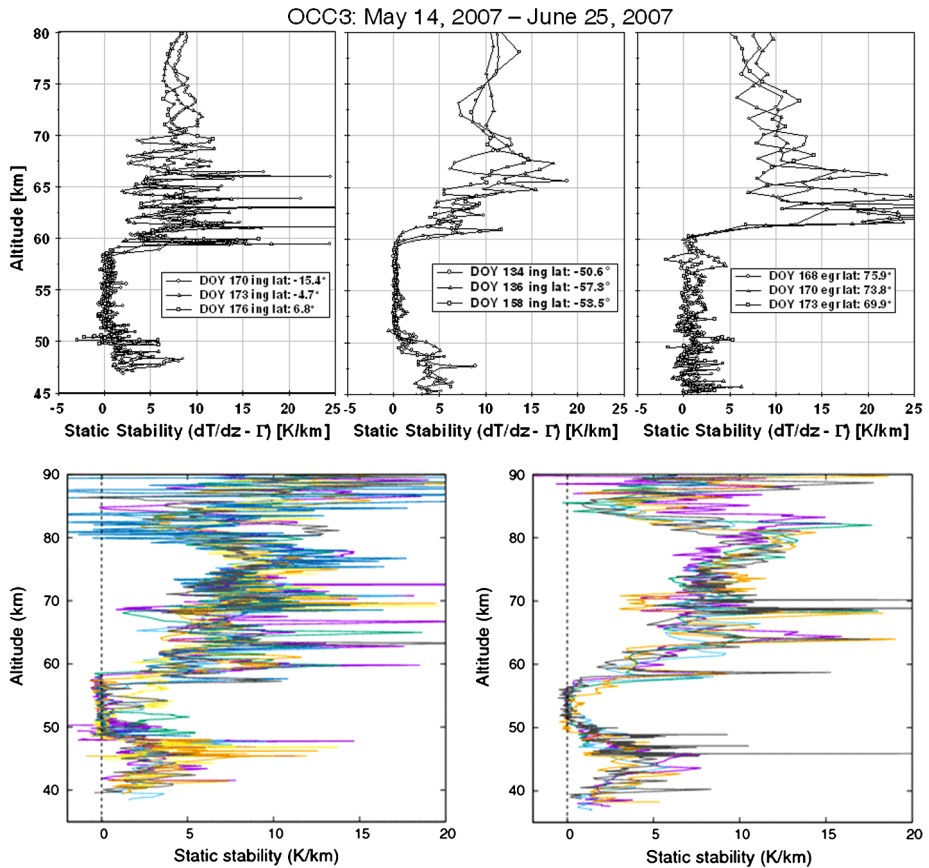 OCC3: May 14, 2007 – June 25, 2007
80
75
70
65
60
55
50
45
Altitude [km]
DOY 170 ing lat: -15.4°
DOY 173 ing lat: -4.7°
DOY 176 ing lat: 6.8°
DOY 134 ing lat: -50.6°
DOY 136 ing lat: -57.3°
DOY 158 ing lat: -53.5°
DOY 168 egr lat: 75.9°
DOY 170 egr lat: 73.8°
DOY 173 egr lat: 69.9°
-5 0 5 10 15 20 25
-5 0 5 10 15 20 25
-5 0 5 10 15 20 25
Static Stability (dT/dz - Γ) [K/km]
Static Stability (dT/dz - Γ) [K/km]
Static Stability (dT/dz - Γ) [K/km]
90
80
70
60
50
40
Altitude (km)
0 5 10 15 20
Static stability (K/km)
90
80
70
60
50
40
Altitude (km)
0 5 10 15 20
Static stability (K/km)